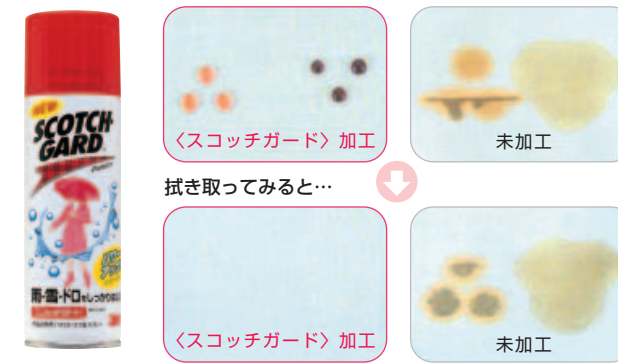 NEW
SCOTCH
GARD
雨・雪・ドロをしっかり
〈スコッチガード〉加工
未加工
拭き取ってみると…
〈スコッチガード〉加工
未加工